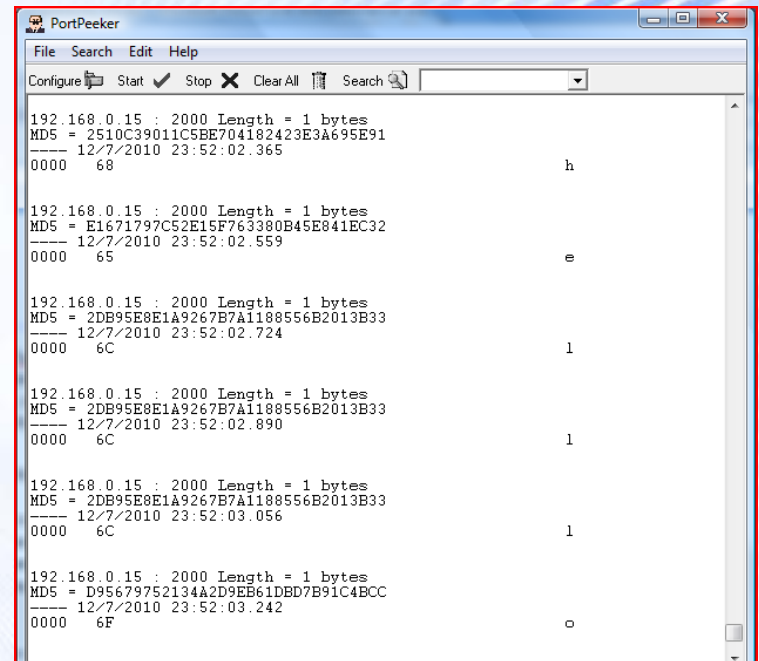 PortPeeker
File Search Edit Help
Configure Start Stop Clear All Search
192.168.0.15 : 2000 Length = 1 bytes
MD5 = 2510C39011C5BE704182423E3A695E91
---- 12/7/2010 23:52:02.365
0000 68 h
192.168.0.15 : 2000 Length = 1 bytes
MD5 = E1671797C52E15F763380B45E841EC32
---- 12/7/2010 23:52:02.559
0000 65 e
192.168.0.15 : 2000 Length = 1 bytes
MD5 = 2DB95E8E1A9267B7A1188556B2013B33
---- 12/7/2010 23:52:02.724
0000 6C l
192.168.0.15 : 2000 Length = 1 bytes
MD5 = 2DB95E8E1A9267B7A1188556B2013B33
---- 12/7/2010 23:52:02.890
0000 6C l
192.168.0.15 : 2000 Length = 1 bytes
MD5 = 2DB95E8E1A9267B7A1188556B2013B33
---- 12/7/2010 23:52:03.056
0000 6C l
192.168.0.15 : 2000 Length = 1 bytes
MD5 = D95679752134A2D9EB61DBD7B91C4BCC
---- 12/7/2010 23:52:03.242
0000 6F o